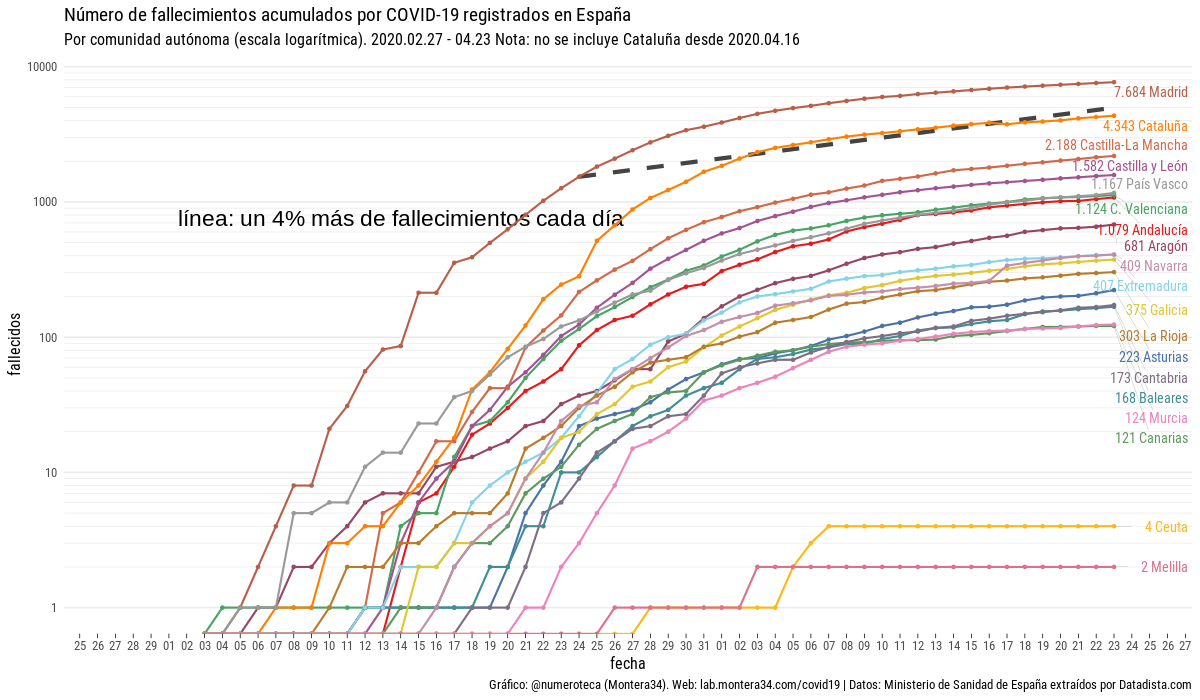 Número de fallecimientos acumulados por COVID-19 registrados en España
Por comunidad autónoma (escala logarítmica). 2020.02.27 - 04.23 Nota: no se incluye Cataluña desde 2020.04.16
fallecidos
10000
1000
100
10
1
línea: un 4% más de fallecimientos cada día
7.684 Madrid
4.343 Cataluña
2.188 Castilla-La Mancha
1.582 Castilla y León
1.167 País Vasco
1.124 C. Valenciana
1.079 Andalucía
681 Aragón
409 Navarra
407 Extremadura
375 Galicia
303 La Rioja
223 Asturias
173 Cantabria
168 Baleares
124 Murcia
121 Canarias
4 Ceuta
2 Melilla
25 26 27 28 29 01 02 03 04 05 06 07 08 09 10 11 12 13 14 15 16 17 18 19 20 21 22 23 24 25 26 27 28 29 30 31 01 02 03 04 05 06 07 08 09 10 11 12 13 14 15 16 17 18 19 20 21 22 23 24 25 26 27
fecha
Gráfico: @numeroteca (Montera34). Web: lab.montera34.com/covid19 | Datos: Ministerio de Sanidad de España extraídos por Datadista.com